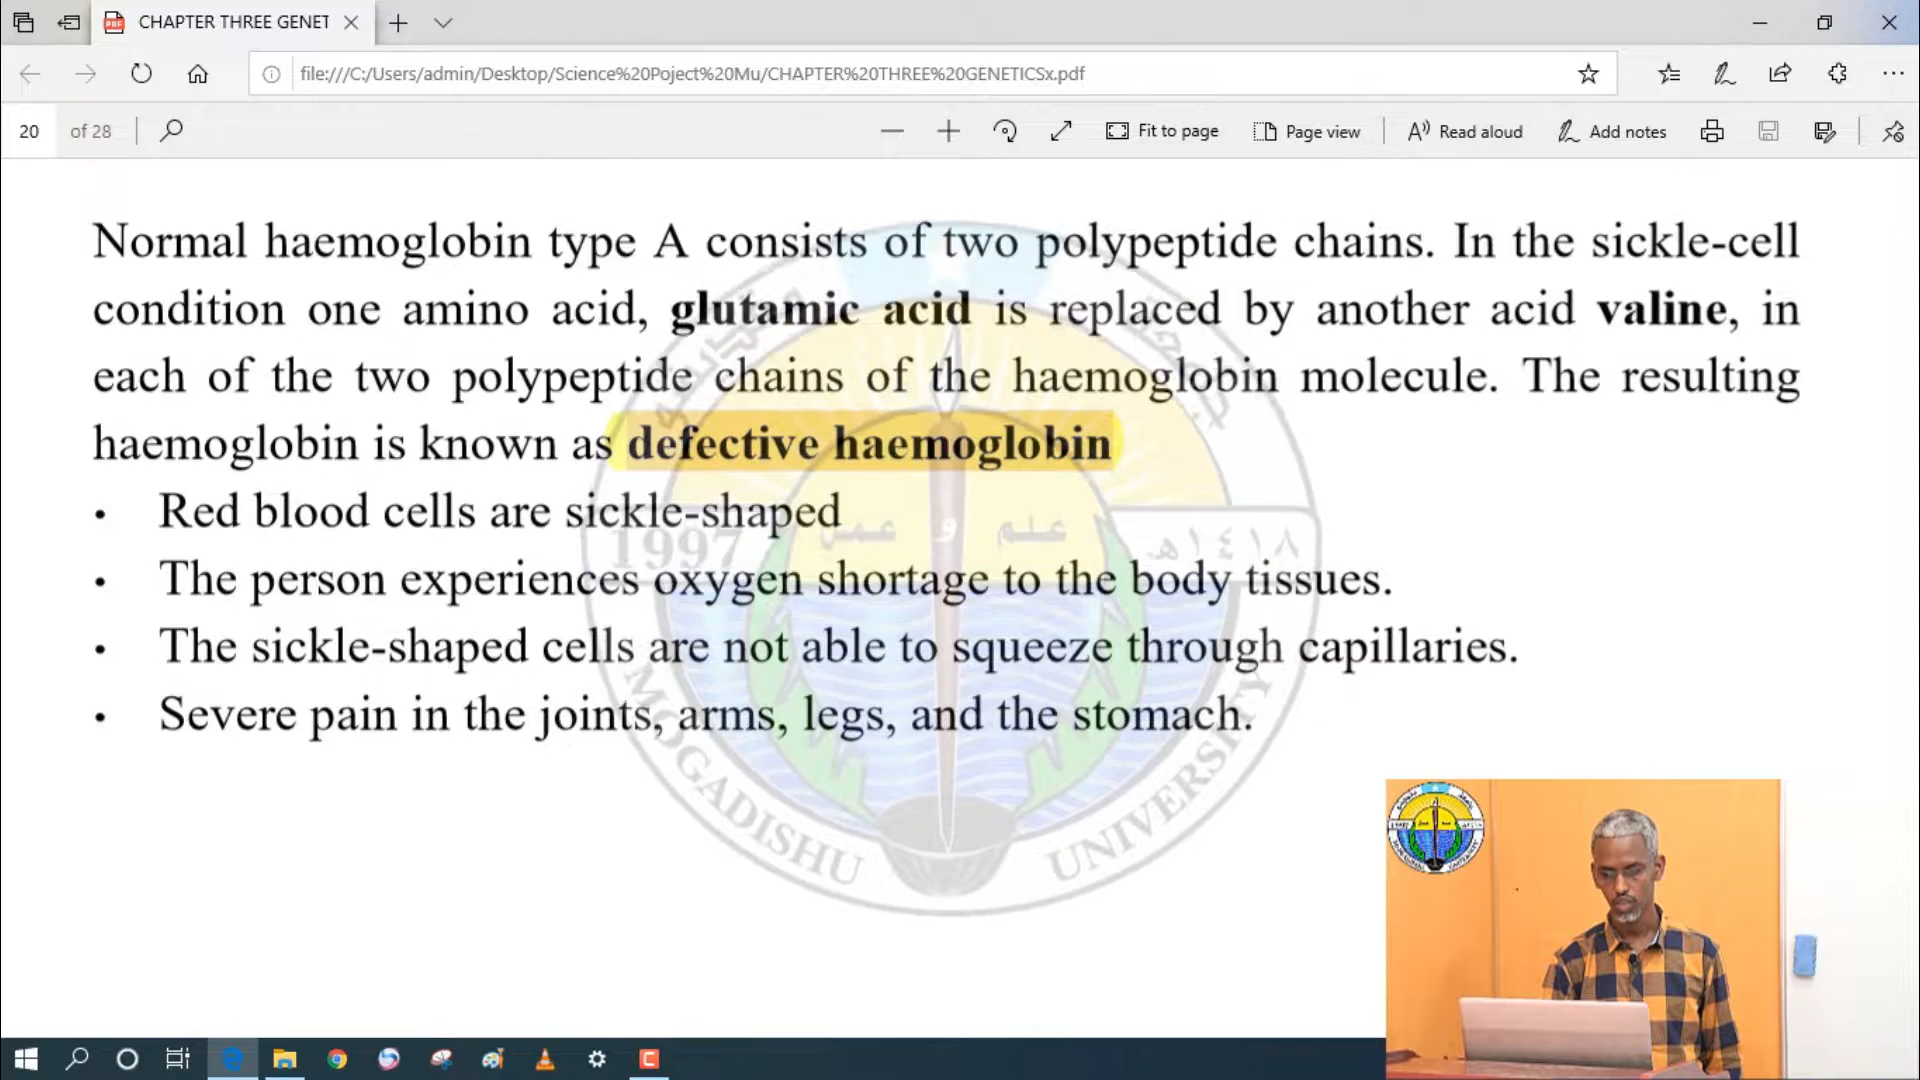 CHAPTER THREE GENET
file:///C:/Users/admin/Desktop/Science%20Poject%20Mu/CHAPTER%20THREE%20GENETICSx.pdf
20 of 28
Fit to page
Page view
Read aloud
Add notes
Normal haemoglobin type A consists of two polypeptide chains. In the sickle-cell
condition one amino acid, glutamic acid is replaced by another acid valine, in
each of the two polypeptide chains of the haemoglobin molecule. The resulting
haemoglobin is known as defective haemoglobin
• Red blood cells are sickle-shaped
• The person experiences oxygen shortage to the body tissues.
• The sickle-shaped cells are not able to squeeze through capillaries.
• Severe pain in the joints, arms, legs, and the stomach.
1997
علم و عمل
١٤١٨هـ
MOGADISHU UNIVERSITY